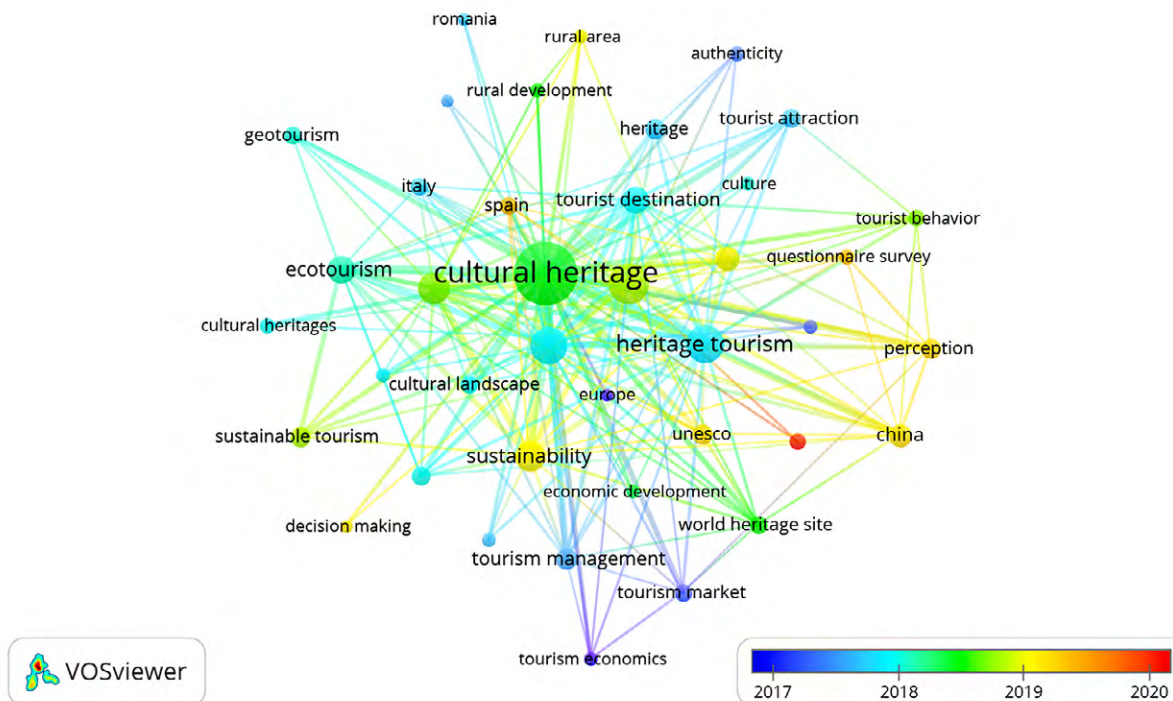 romania
rural area
authenticity
rural development
tourist attraction
geotourism
heritage
italy
culture
spain
tourist destination
tourist behavior
questionnaire survey
ecotourism
cultural heritage
cultural heritages
heritage tourism
perception
cultural landscape
europe
sustainable tourism
unesco
china
sustainability
economic development
decision making
world heritage site
tourism management
tourism market
tourism economics
VOSviewer
2017 2018 2019 2020